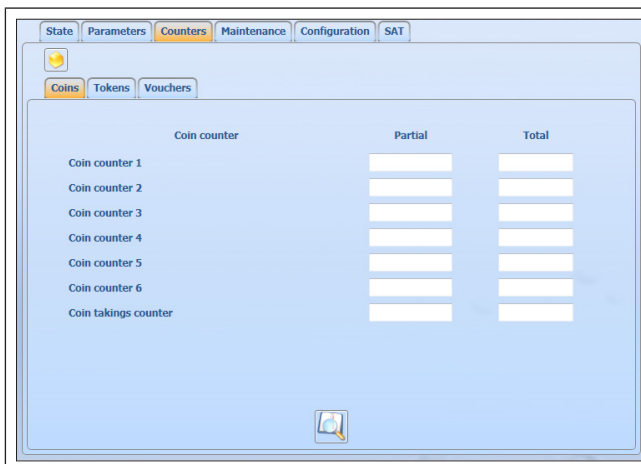 State Parameters Counters Maintenance Configuration SAT
Coins Tokens Vouchers
Coin counter Partial Total
Coin counter 1
Coin counter 2
Coin counter 3
Coin counter 4
Coin counter 5
Coin counter 6
Coin takings counter